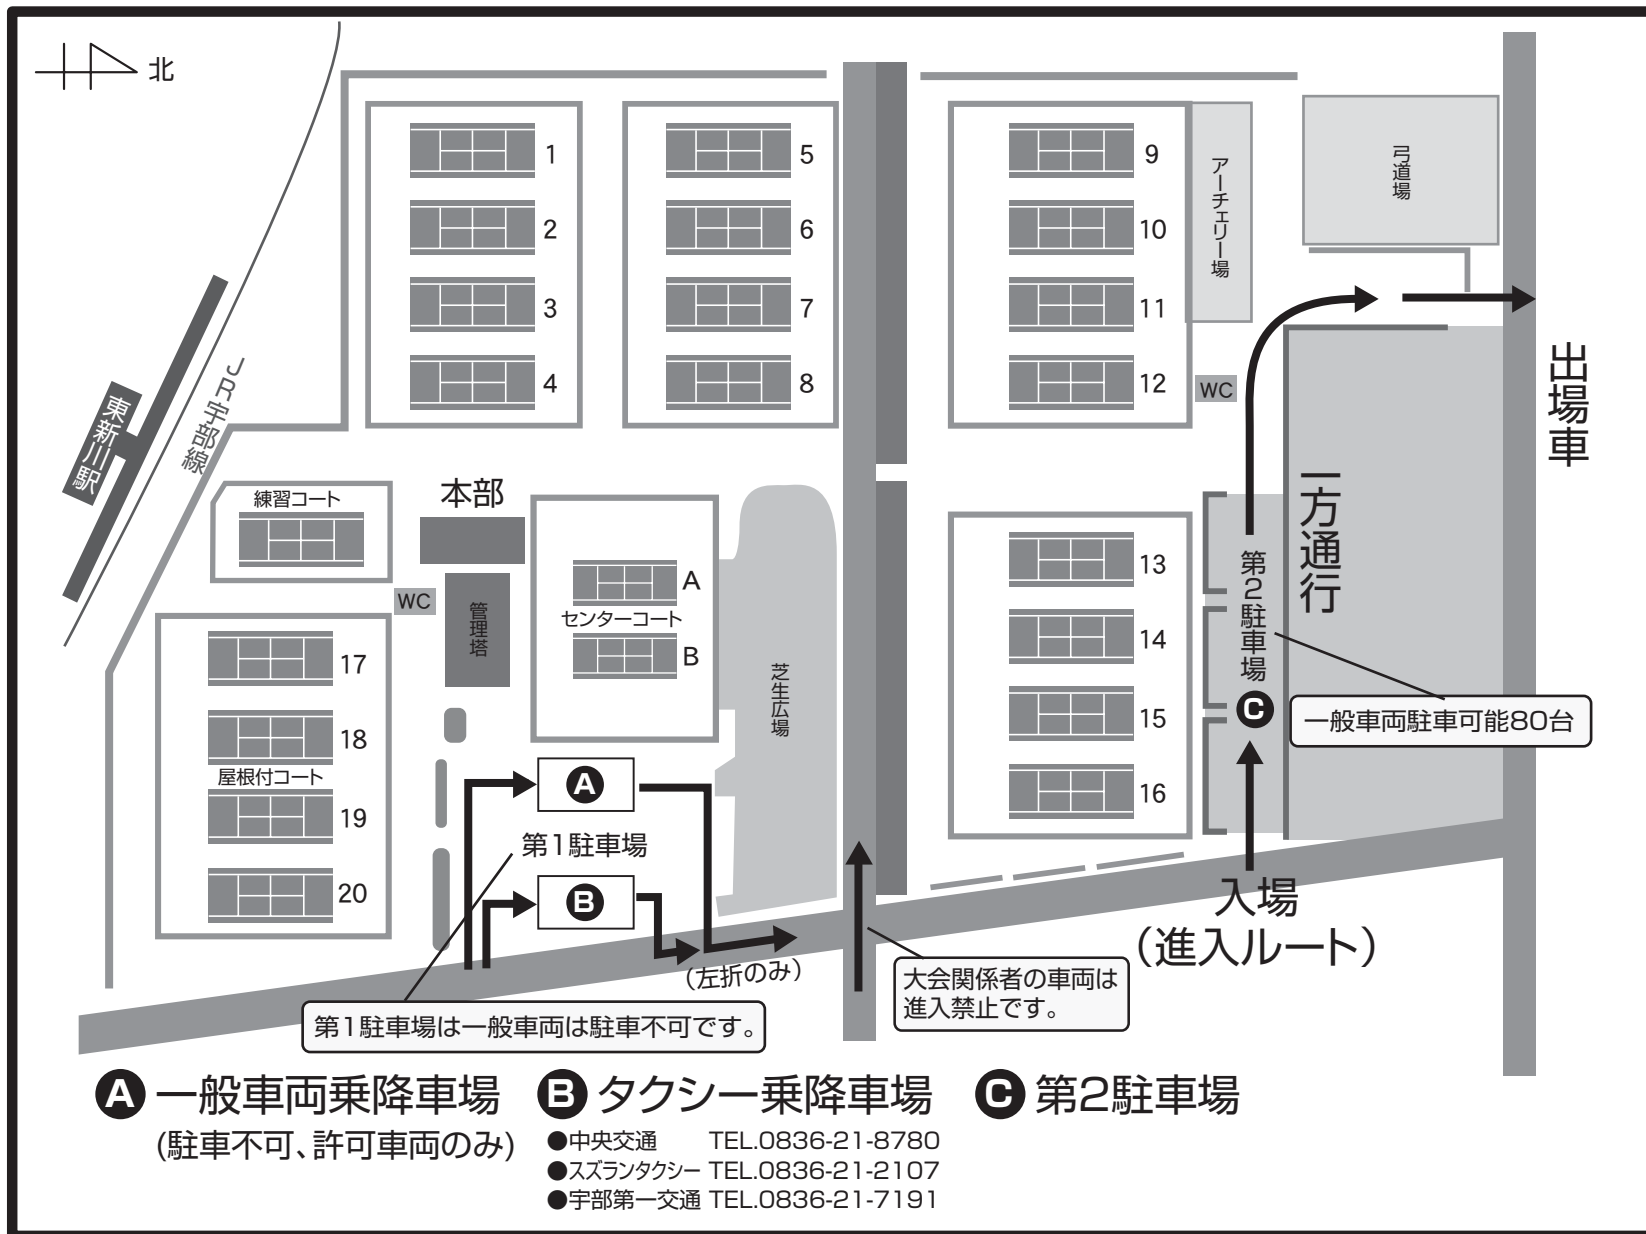 北
1
2
3
4
5
6
7
8
9
10
11
12
アーチェリー場
弓道場
WC
出場車
一方通行
東新川駅
JR宇部線
練習コート
本部
WC
管理塔
A
センターコート
B
芝生広場
13
14
15
16
第2駐車場
C
一般車両駐車可能80台
17
18
屋根付コート
19
20
A
第1駐車場
B
(左折のみ)
第1駐車場は一般車両は駐車不可です。
大会関係者の車両は
進入禁止です。
入場
(進入ルート)
A 一般車両乗降車場
(駐車不可、許可車両のみ)
B タクシー乗降車場
●中央交通 TEL.0836-21-8780
●スズランタクシー TEL.0836-21-2107
●宇部第一交通 TEL.0836-21-7191
C 第2駐車場